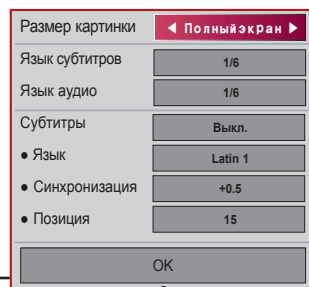 Размер картинки ◀ Полныйэкран ▶
Язык субтитров 1/6
Язык аудио 1/6
Субтитры Выкл.
● Язык Latin 1
● Синхронизация +0.5
● Позиция 15
OK